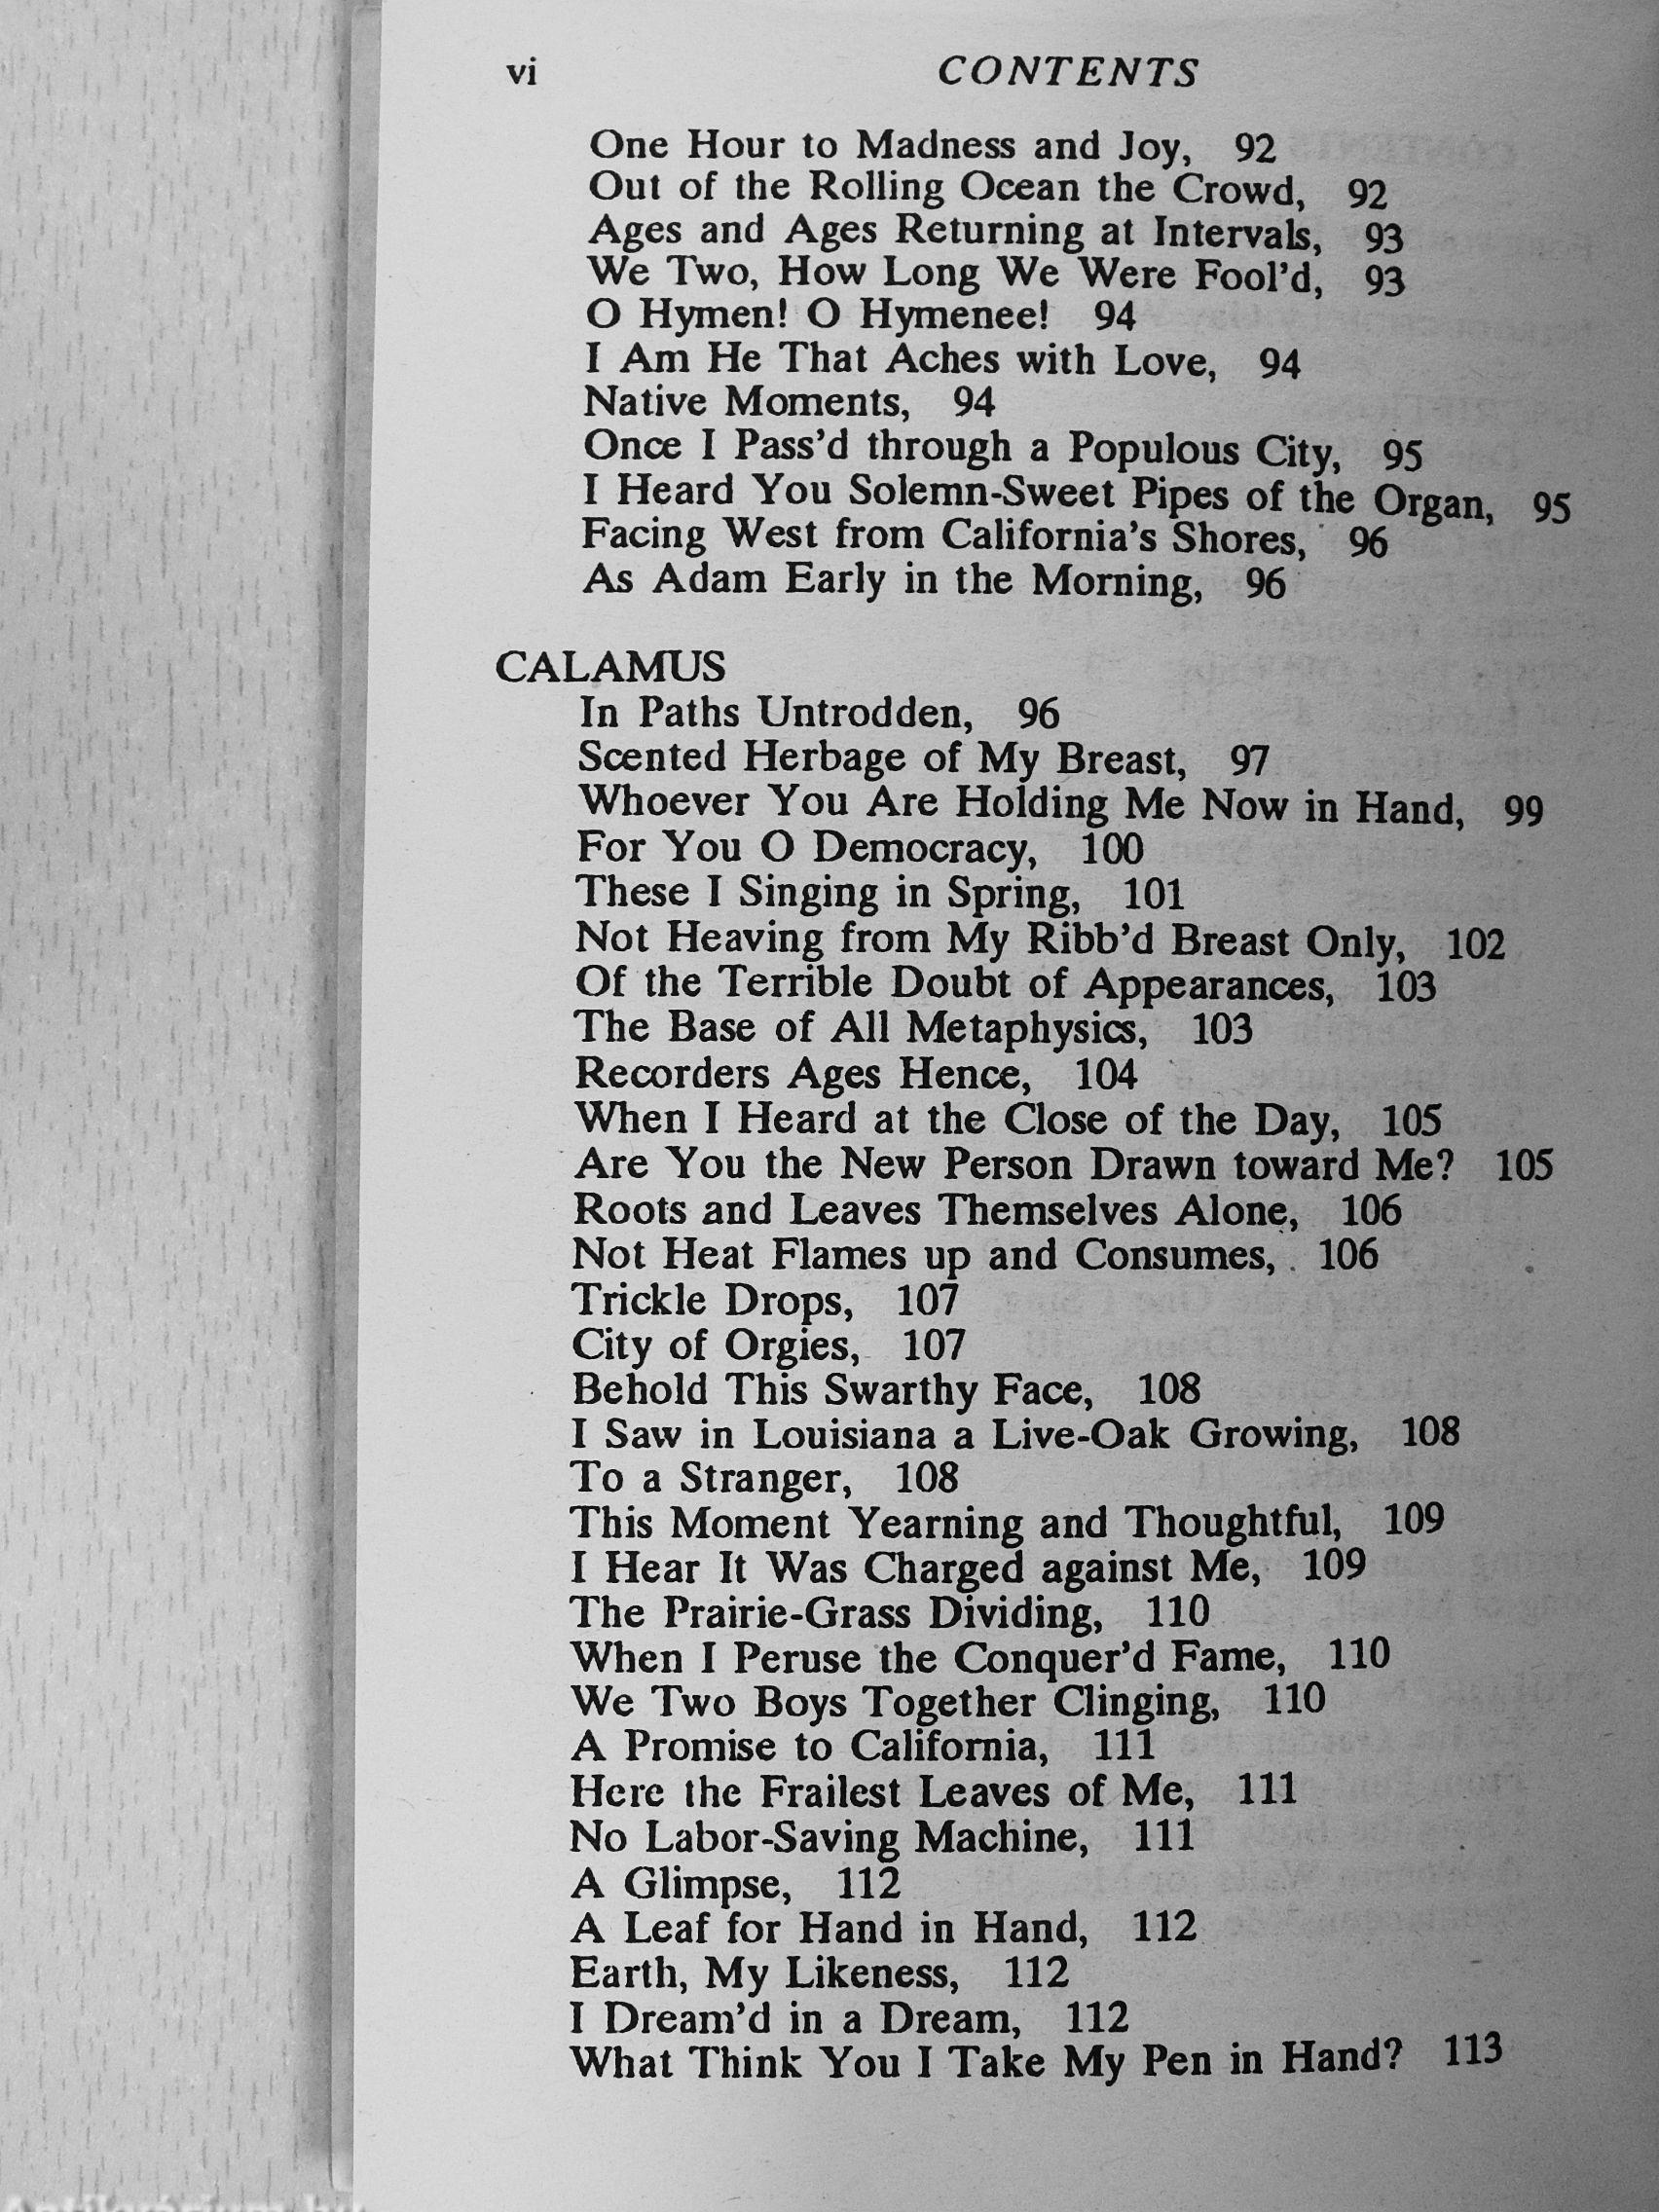 vi CONTENTS
One Hour to Madness and Joy, 92
Out of the Rolling Ocean the Crowd, 92
Ages and Ages Returning at Intervals, 93
We Two, How Long We Were Fool’d, 93
O Hymen! O Hymenee! 94
I Am He That Aches with Love, 94
Native Moments, 94
Once I Pass’d through a Populous City, 95
I Heard You Solemn-Sweet Pipes of the Organ, 95
Facing West from California’s Shores, 96
As Adam Early in the Morning, 96
CALAMUS
In Paths Untrodden, 96
Scented Herbage of My Breast, 97
Whoever You Are Holding Me Now in Hand, 99
For You O Democracy, 100
These I Singing in Spring, 101
Not Heaving from My Ribb’d Breast Only, 102
Of the Terrible Doubt of Appearances, 103
The Base of All Metaphysics, 103
Recorders Ages Hence, 104
When I Heard at the Close of the Day, 105
Are You the New Person Drawn toward Me? 105
Roots and Leaves Themselves Alone, 106
Not Heat Flames up and Consumes, 106
Trickle Drops, 107
City of Orgies, 107
Behold This Swarthy Face, 108
I Saw in Louisiana a Live-Oak Growing, 108
To a Stranger, 108
This Moment Yearning and Thoughtful, 109
I Hear It Was Charged against Me, 109
The Prairie-Grass Dividing, 110
When I Peruse the Conquer’d Fame, 110
We Two Boys Together Clinging, 110
A Promise to California, 111
Here the Frailest Leaves of Me, 111
No Labor-Saving Machine, 111
A Glimpse, 112
A Leaf for Hand in Hand, 112
Earth, My Likeness, 112
I Dream’d in a Dream, 112
What Think You I Take My Pen in Hand? 113